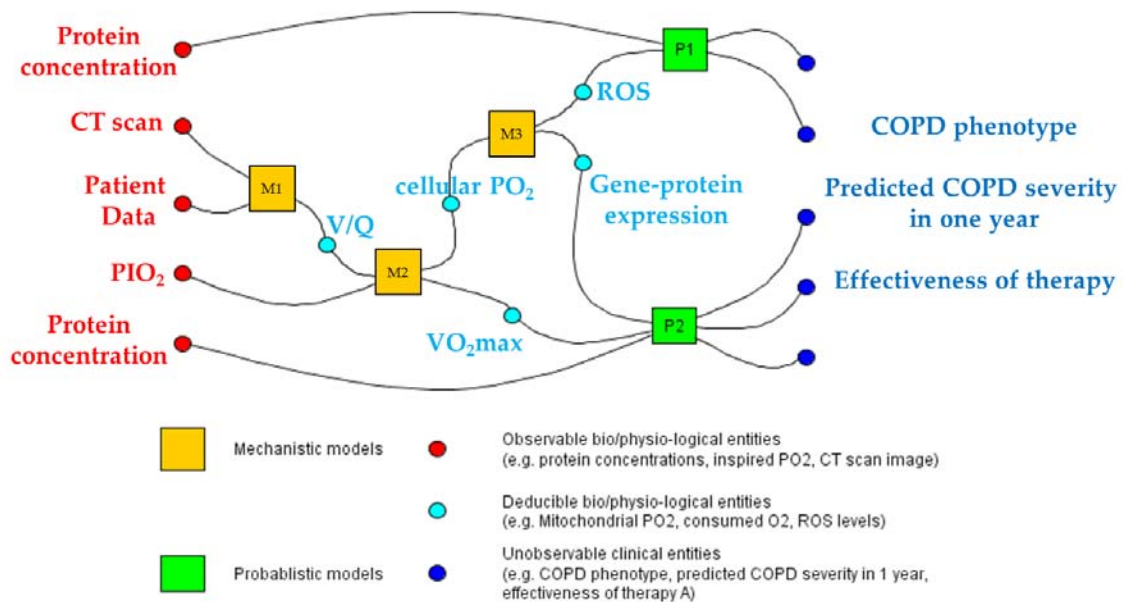 Protein
concentration
P1
ROS
CT scan
M3
COPD phenotype
M1
cellular PO₂
Gene-protein
expression
Patient
Data
Predicted COPD severity
in one year
V/Q
PIO₂
M2
Effectiveness of therapy
Protein
concentration
VO₂max
P2
Mechanistic models
Observable bio/physio-logical entities
(e.g. protein concentrations, inspired PO2, CT scan image)
Deducible bio/physio-logical entities
(e.g. Mitochondrial PO2, consumed O2, ROS levels)
Probablistic models
Unobservable clinical entities
(e.g. COPD phenotype, predicted COPD severity in 1 year,
effectiveness of therapy A)